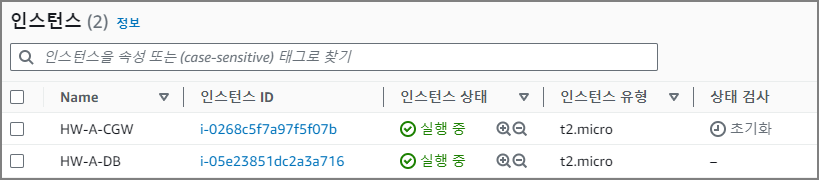 인스턴스 (2) 정보
인스턴스을 속성 또는 (case-sensitive) 태그로 찾기
Name 인스턴스 ID 인스턴스 상태 인스턴스 유형 상태 검사
HW-A-CGW i-0268c5f7a97f5f07b 실행 중 t2.micro 초기화
HW-A-DB i-05e23851dc2a3a716 실행 중 t2.micro –